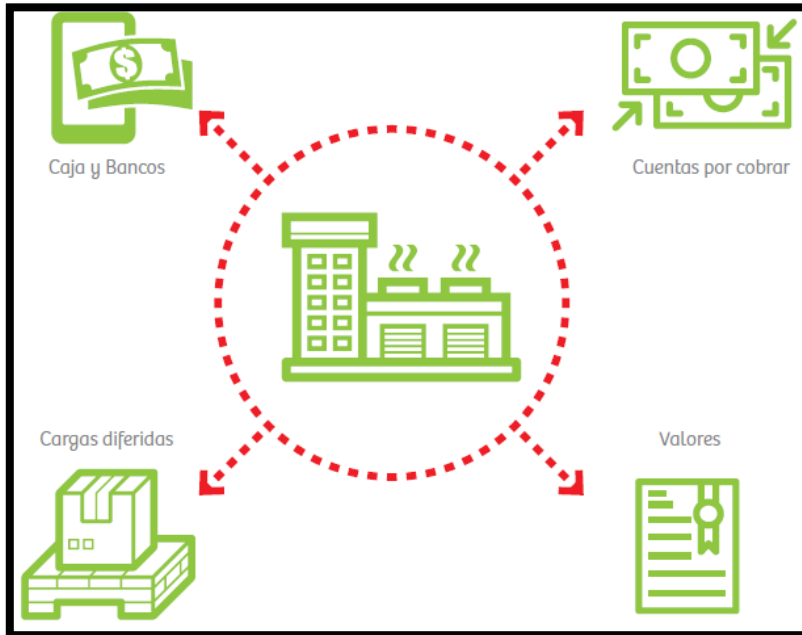 $
Caja y Bancos
Cuentas por cobrar
Cargas diferidas
Valores